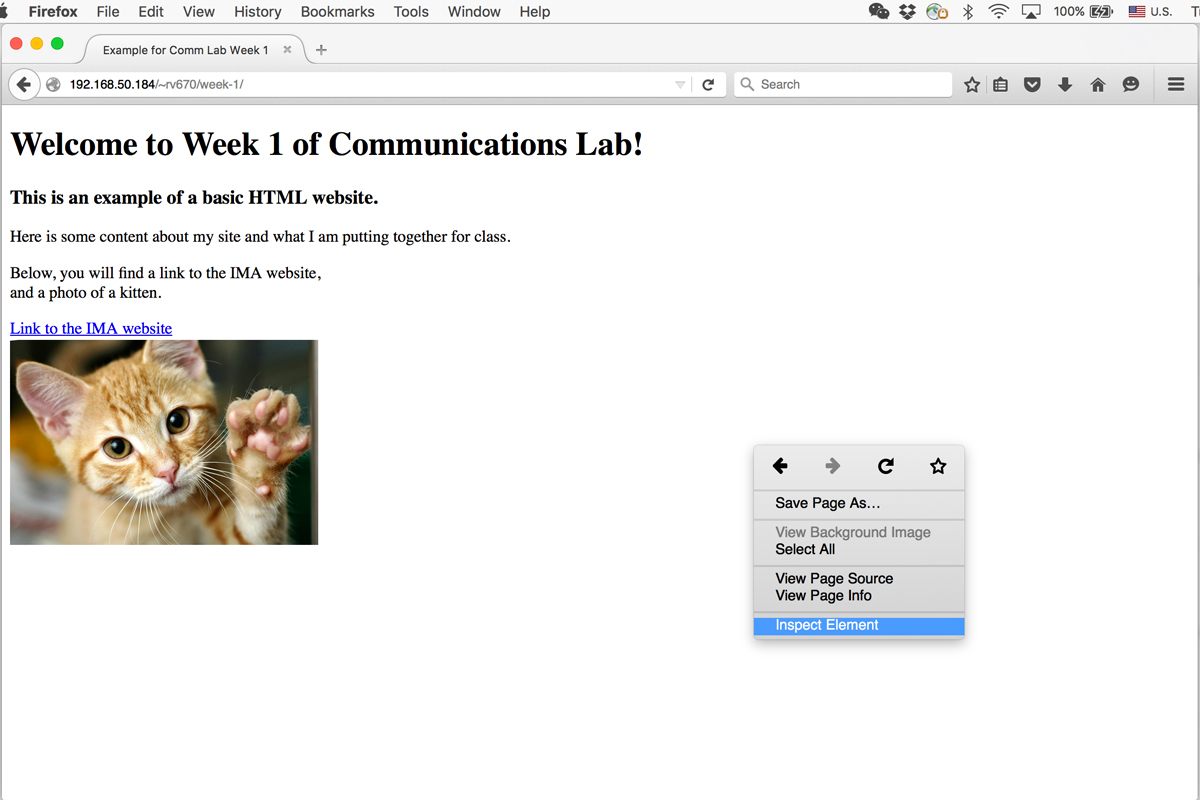 Firefox File Edit View History Bookmarks Tools Window Help 100% U.S.
Example for Comm Lab Week 1
192.168.50.184/~rv670/week-1/ Search
Welcome to Week 1 of Communications Lab!
This is an example of a basic HTML website.
Here is some content about my site and what I am putting together for class.
Below, you will find a link to the IMA website,
and a photo of a kitten.
Link to the IMA website
Save Page As…
View Background Image
Select All
View Page Source
View Page Info
Inspect Element